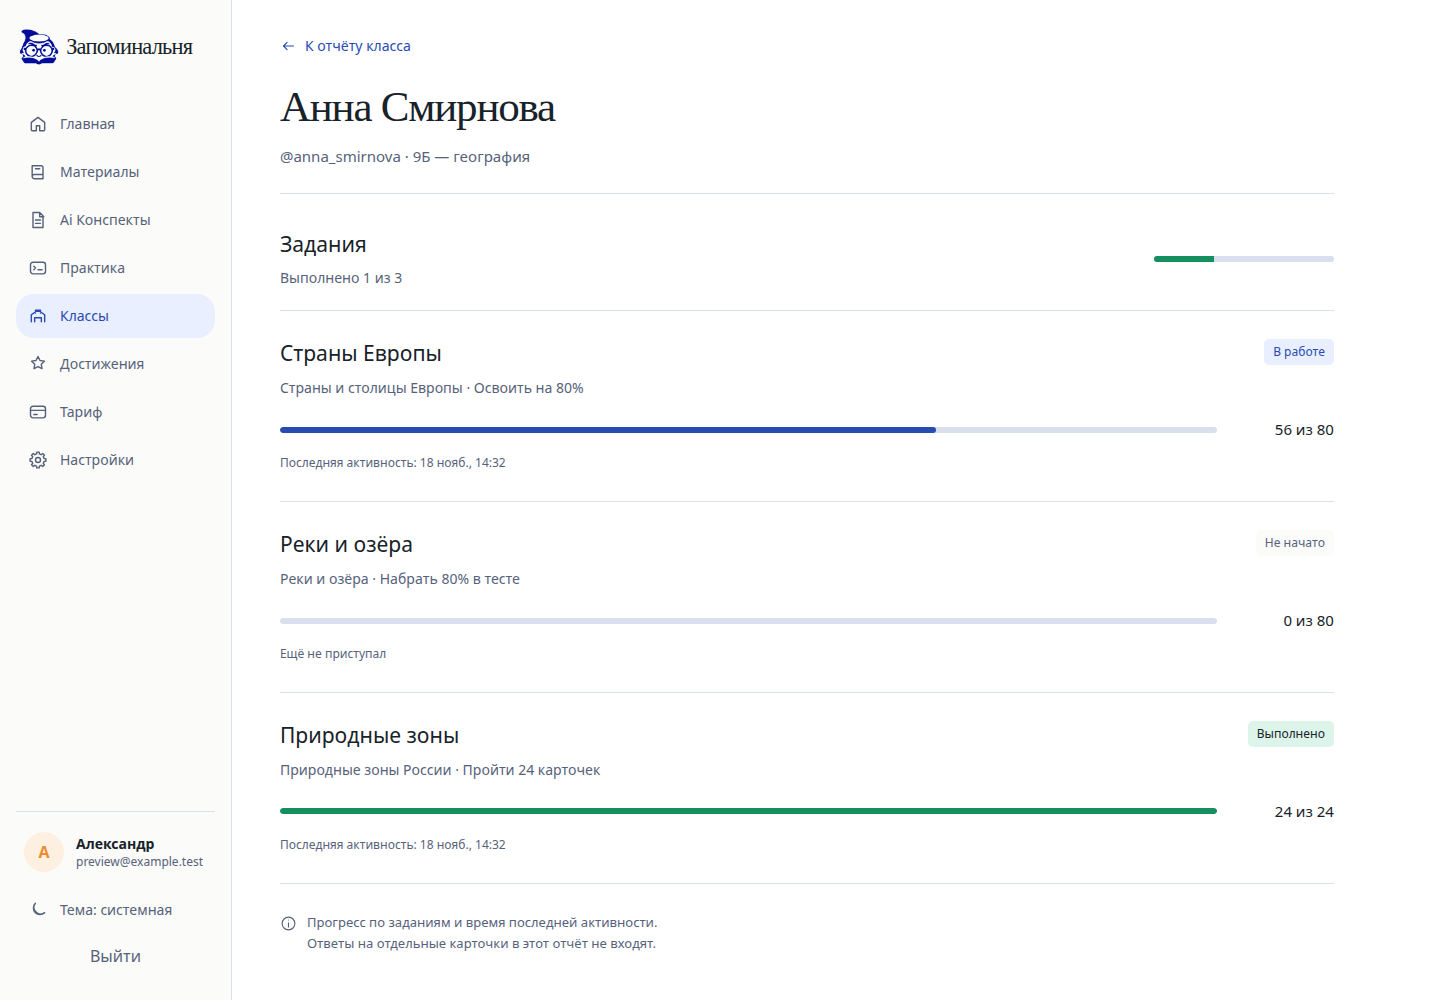 Запоминальня
Главная
Материалы
Ai Конспекты
Практика
Классы
Достижения
Тариф
Настройки
А
Александр
preview@example.test
Тема: системная
Выйти
К отчёту класса
Анна Смирнова
@anna_smirnova · 9Б — география
Задания
Выполнено 1 из 3
Страны Европы
В работе
Страны и столицы Европы · Освоить на 80%
56 из 80
Последняя активность: 18 нояб., 14:32
Реки и озёра
Не начато
Реки и озёра · Набрать 80% в тесте
0 из 80
Ещё не приступал
Природные зоны
Выполнено
Природные зоны России · Пройти 24 карточек
24 из 24
Последняя активность: 18 нояб., 14:32
Прогресс по заданиям и время последней активности.
Ответы на отдельные карточки в этот отчёт не входят.